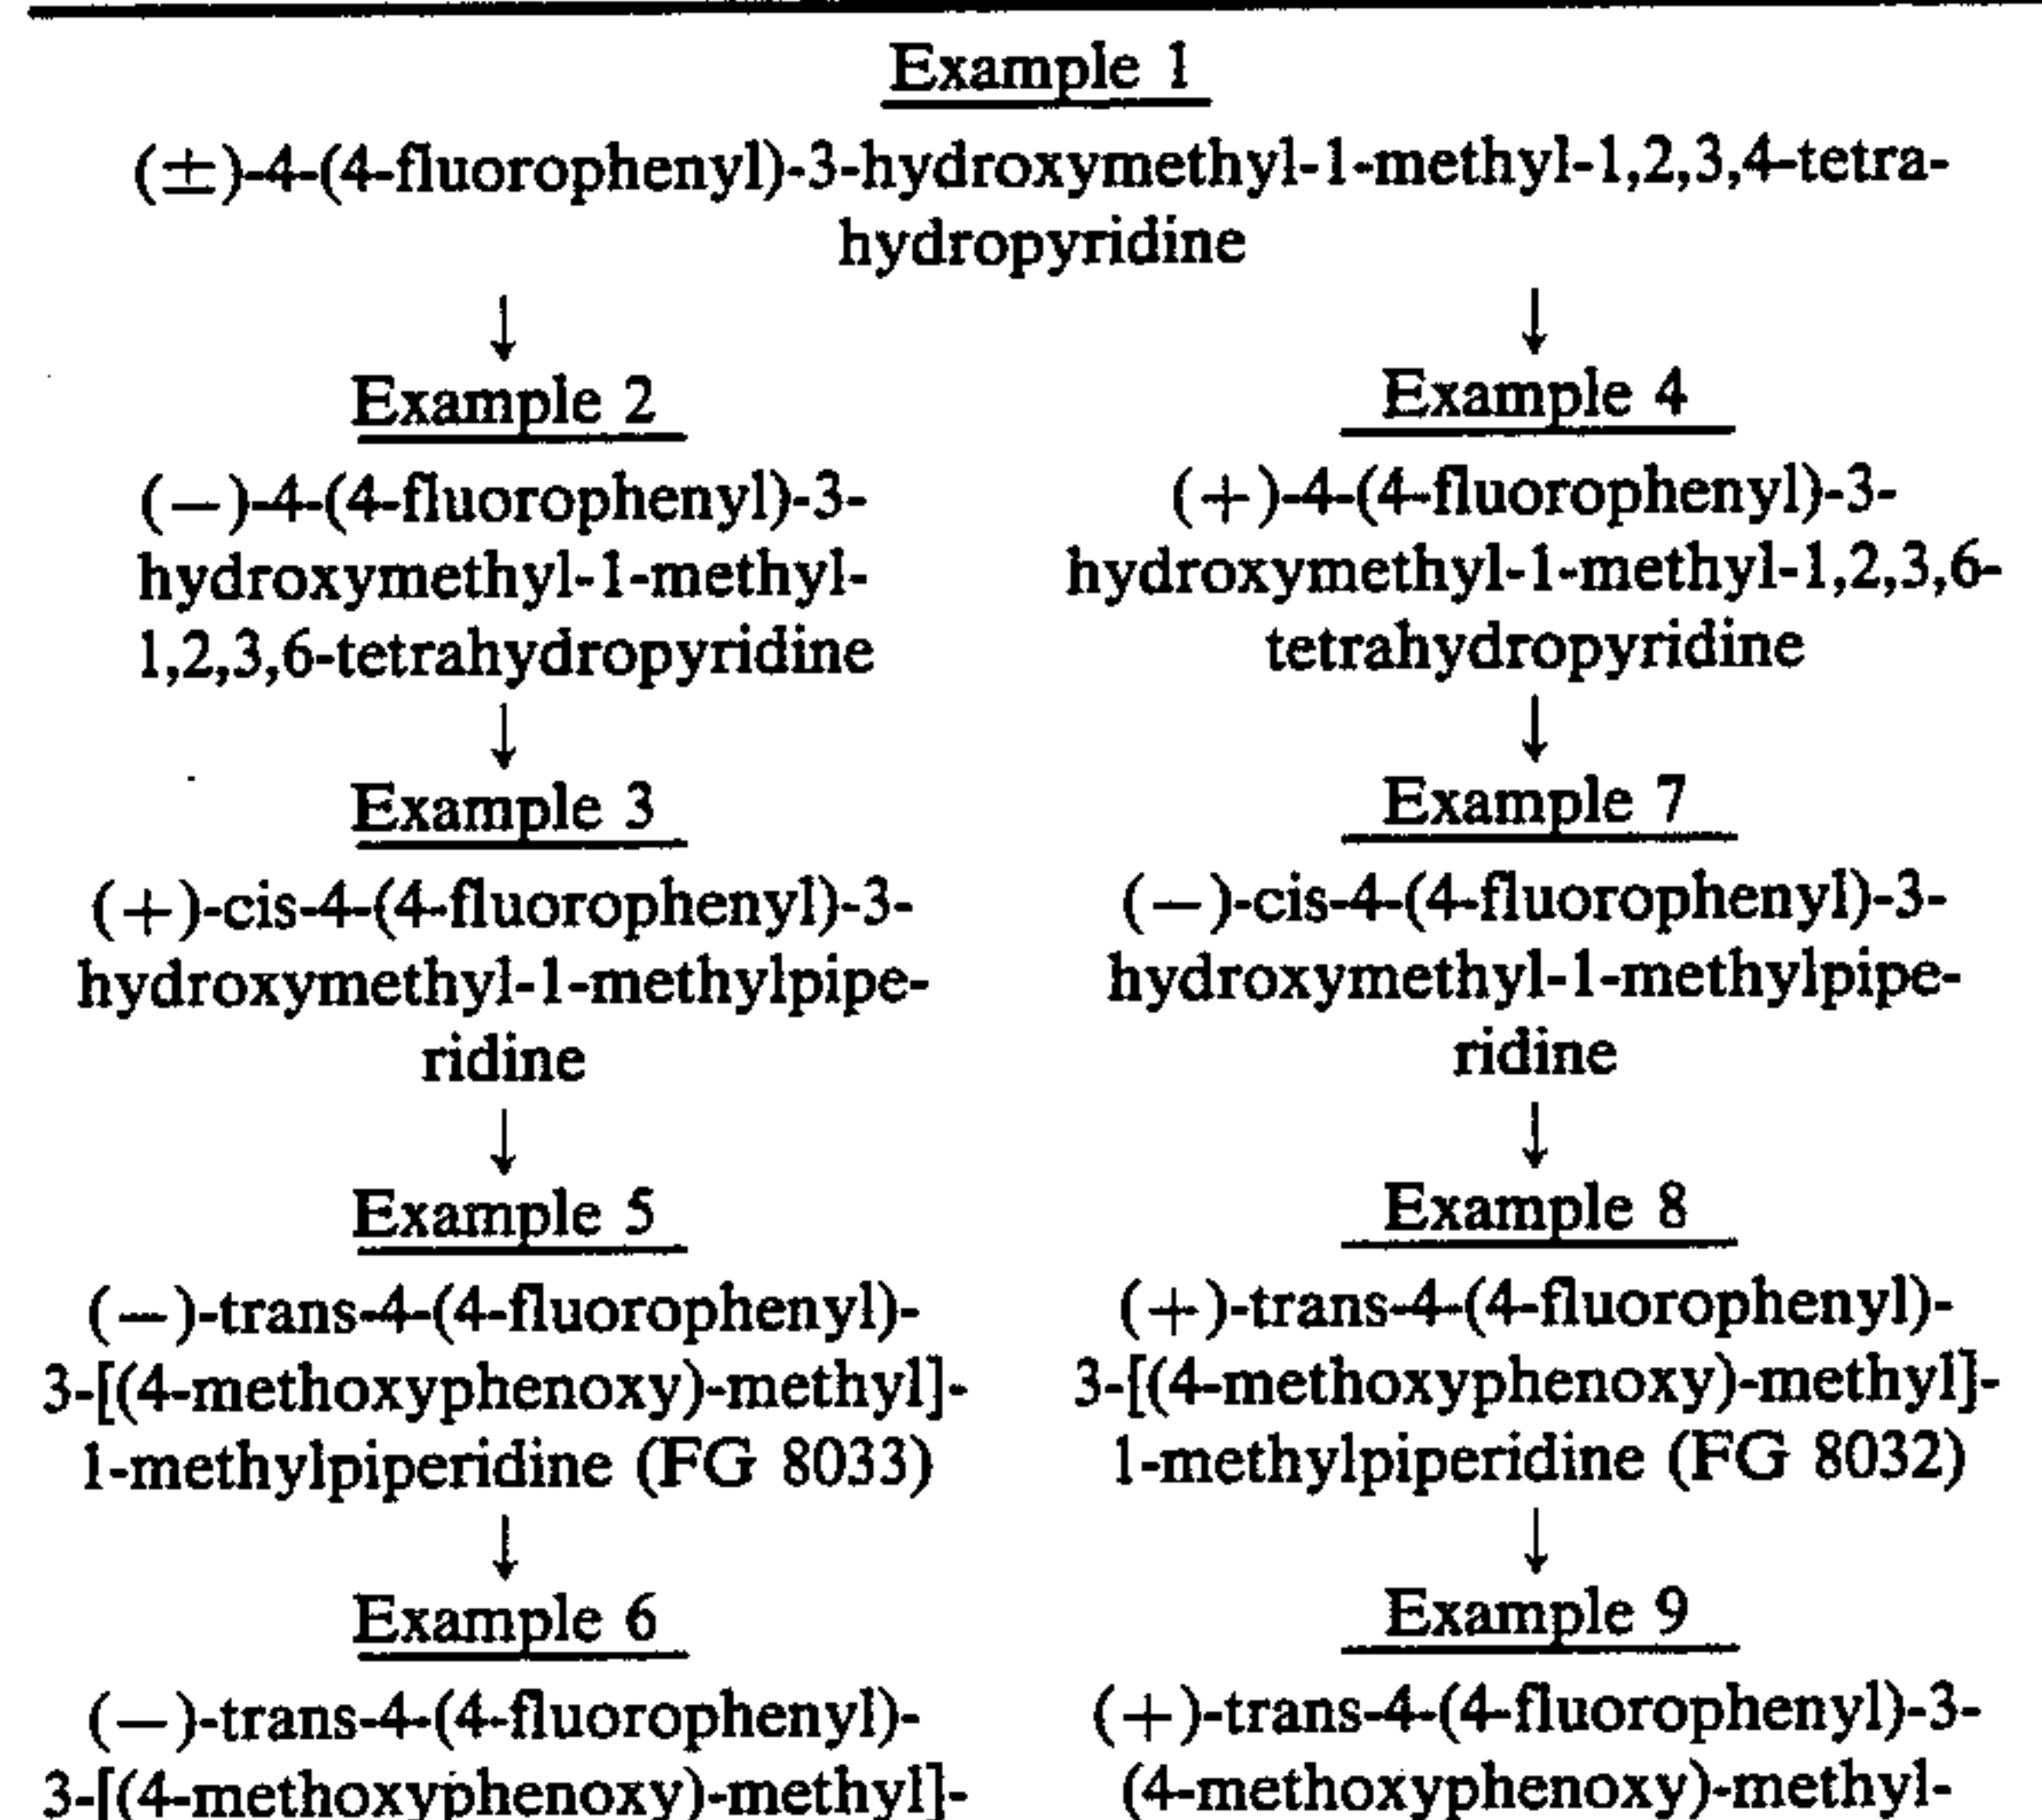 Example 1
(±)-4-(4-fluorophenyl)-3-hydroxymethyl-1-methyl-1,2,3,4-tetra-
hydropyridine
↓
↓
Example 2
(−)-4-(4-fluorophenyl)-3-
hydroxymethyl-1-methyl-
1,2,3,6-tetrahydropyridine
↓
Example 3
(+)-cis-4-(4-fluorophenyl)-3-
hydroxymethyl-1-methylpipe-
ridine
↓
Example 5
(−)-trans-4-(4-fluorophenyl)-
3-[(4-methoxyphenoxy)-methyl]-
1-methylpiperidine (FG 8033)
↓
Example 6
(−)-trans-4-(4-fluorophenyl)-
3-[(4-methoxyphenoxy)-methyl]-
Example 4
(+)-4-(4-fluorophenyl)-3-
hydroxymethyl-1-methyl-1,2,3,6-
tetrahydropyridine
↓
Example 7
(−)-cis-4-(4-fluorophenyl)-3-
hydroxymethyl-1-methylpipe-
ridine
↓
Example 8
(+)-trans-4-(4-fluorophenyl)-
3-[(4-methoxyphenoxy)-methyl]-
1-methylpiperidine (FG 8032)
↓
Example 9
(+)-trans-4-(4-fluorophenyl)-3-
(4-methoxyphenoxy)-methyl-